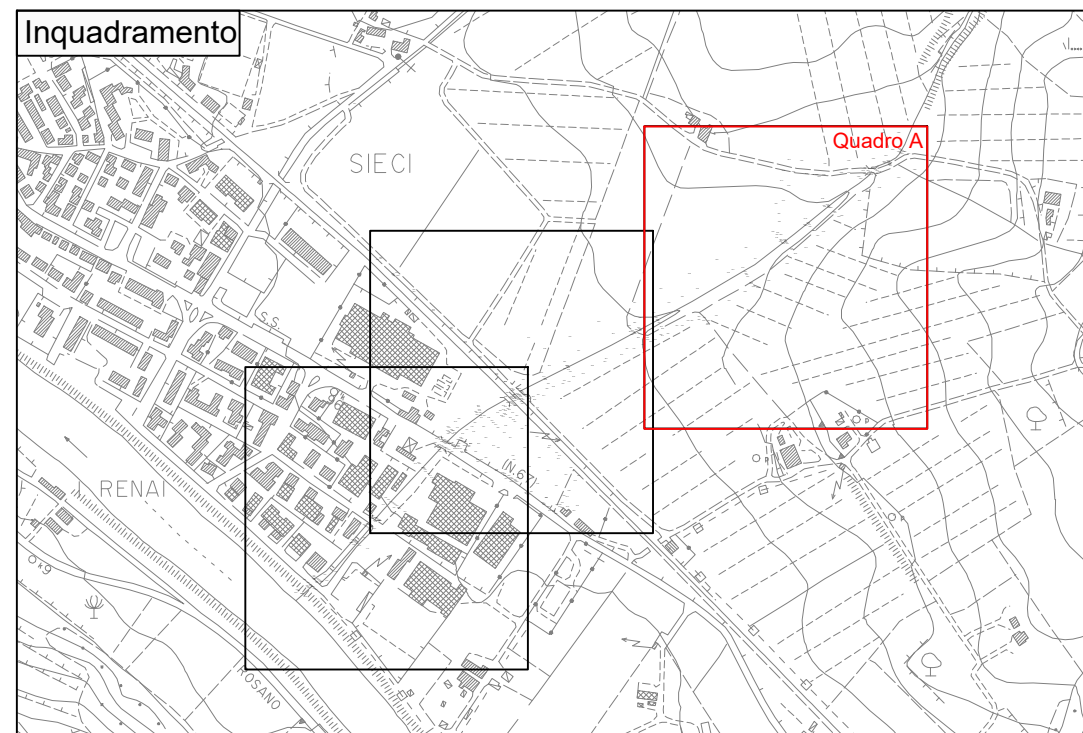 Inquadramento
Quadro A
SIECI
S.S.
(N.67)
I RENAI
ROSANO